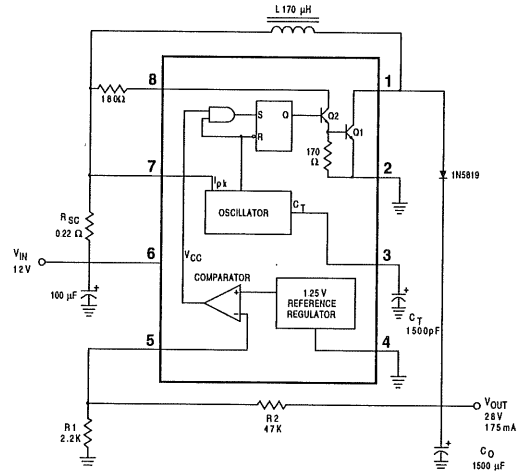 L 170 μH
8
180Ω
1
S
Q
R
Q2
Q1
170
Ω
2
1N5819
7
Ipk
OSCILLATOR
CT
RSC
0.22 Ω
VIN
12V
6
VCC
3
100 μF
COMPARATOR
+
−
1.25V
REFERENCE
REGULATOR
+
CT
1500pF
5
4
R1
2.2K
R2
47K
VOUT
28V
175mA
+
CO
1500 μF